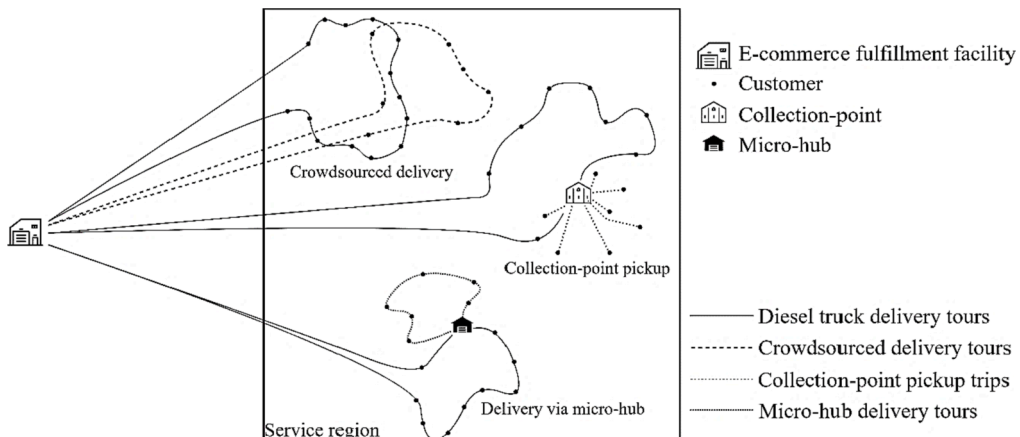 E-commerce fulfillment facility
Customer
Collection-point
Micro-hub
Crowdsourced delivery
Collection-point pickup
Delivery via micro-hub
Service region
Diesel truck delivery tours
Crowdsourced delivery tours
Collection-point pickup trips
Micro-hub delivery tours